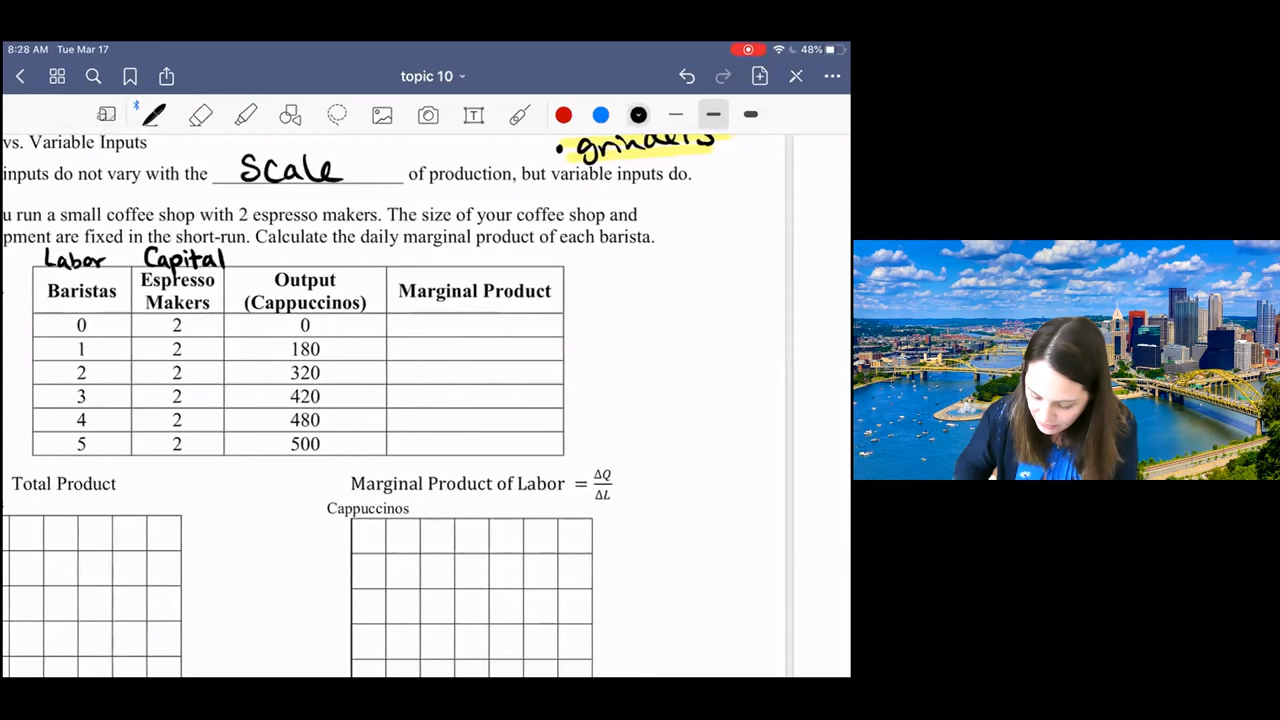 8:28 AM Tue Mar 17
48%
topic 10
vs. Variable Inputs
• grinders
inputs do not vary with the scale of production, but variable inputs do.
u run a small coffee shop with 2 espresso makers. The size of your coffee shop and
pment are fixed in the short-run. Calculate the daily marginal product of each barista.
Labor Capital
Baristas Espresso Makers Output (Cappuccinos) Marginal Product
0 2 0
1 2 180
2 2 320
3 2 420
4 2 480
5 2 500
Total Product Marginal Product of Labor = ΔQ/ΔL
Cappuccinos